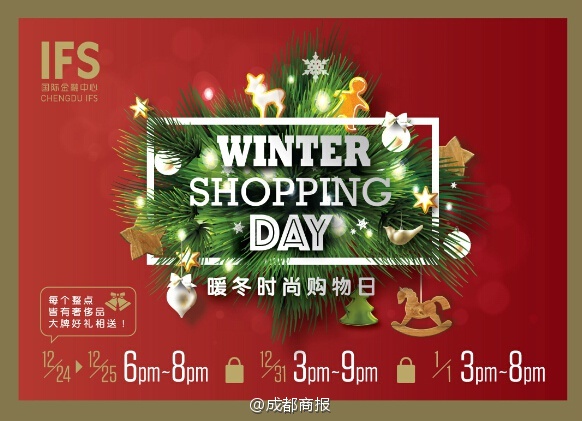 IFS
国际金融中心
CHENGDU IFS
WINTER
SHOPPING
DAY
暖冬时尚购物日
每个整点
皆有奢侈品
大牌好礼相送！
12/24 ▸ 12/25 6pm~8pm 12/31 3pm~9pm 1/1 3pm~8pm
@成都商报